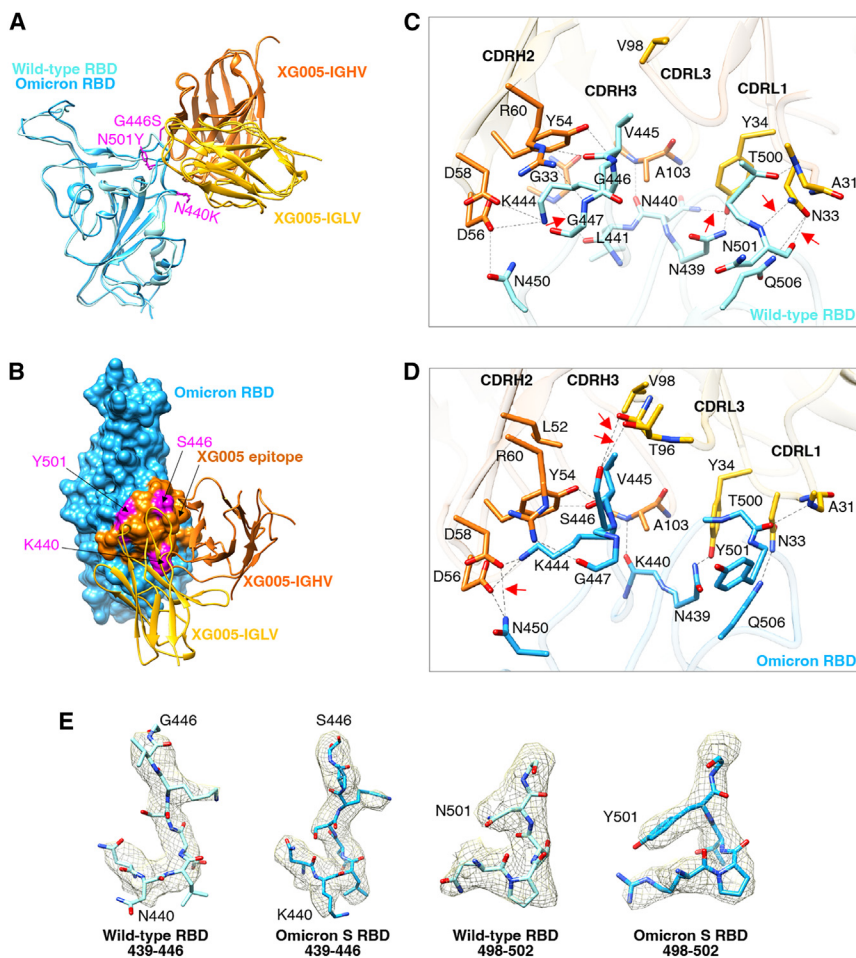 A
Wild-type RBD
Omicron RBD
XG005-IGHV
G446S
N501Y
N440K
XG005-IGLV
B
Omicron RBD
S446
Y501
XG005 epitope
K440
XG005-IGHV
XG005-IGLV
C
V98
CDRH2
CDRL3
CDRH3
CDRL1
R60
Y54
V445
Y34
T500
D58
G33
G446
A103
A31
K444
N440
N33
D56
G447
L441
N439
N501
N450
Q506
Wild-type RBD
D
CDRH2
CDRH3
V98
L52
CDRL3
T96
CDRL1
R60
Y54
V445
Y34
T500
D58
S446
A103
A31
D56
K444
G447
K440
Y501
N33
N450
N439
Q506
Omicron RBD
E
G446
S446
N501
Y501
N440
K440
Wild-type RBD
439-446
Omicron S RBD
439-446
Wild-type RBD
498-502
Omicron S RBD
498-502